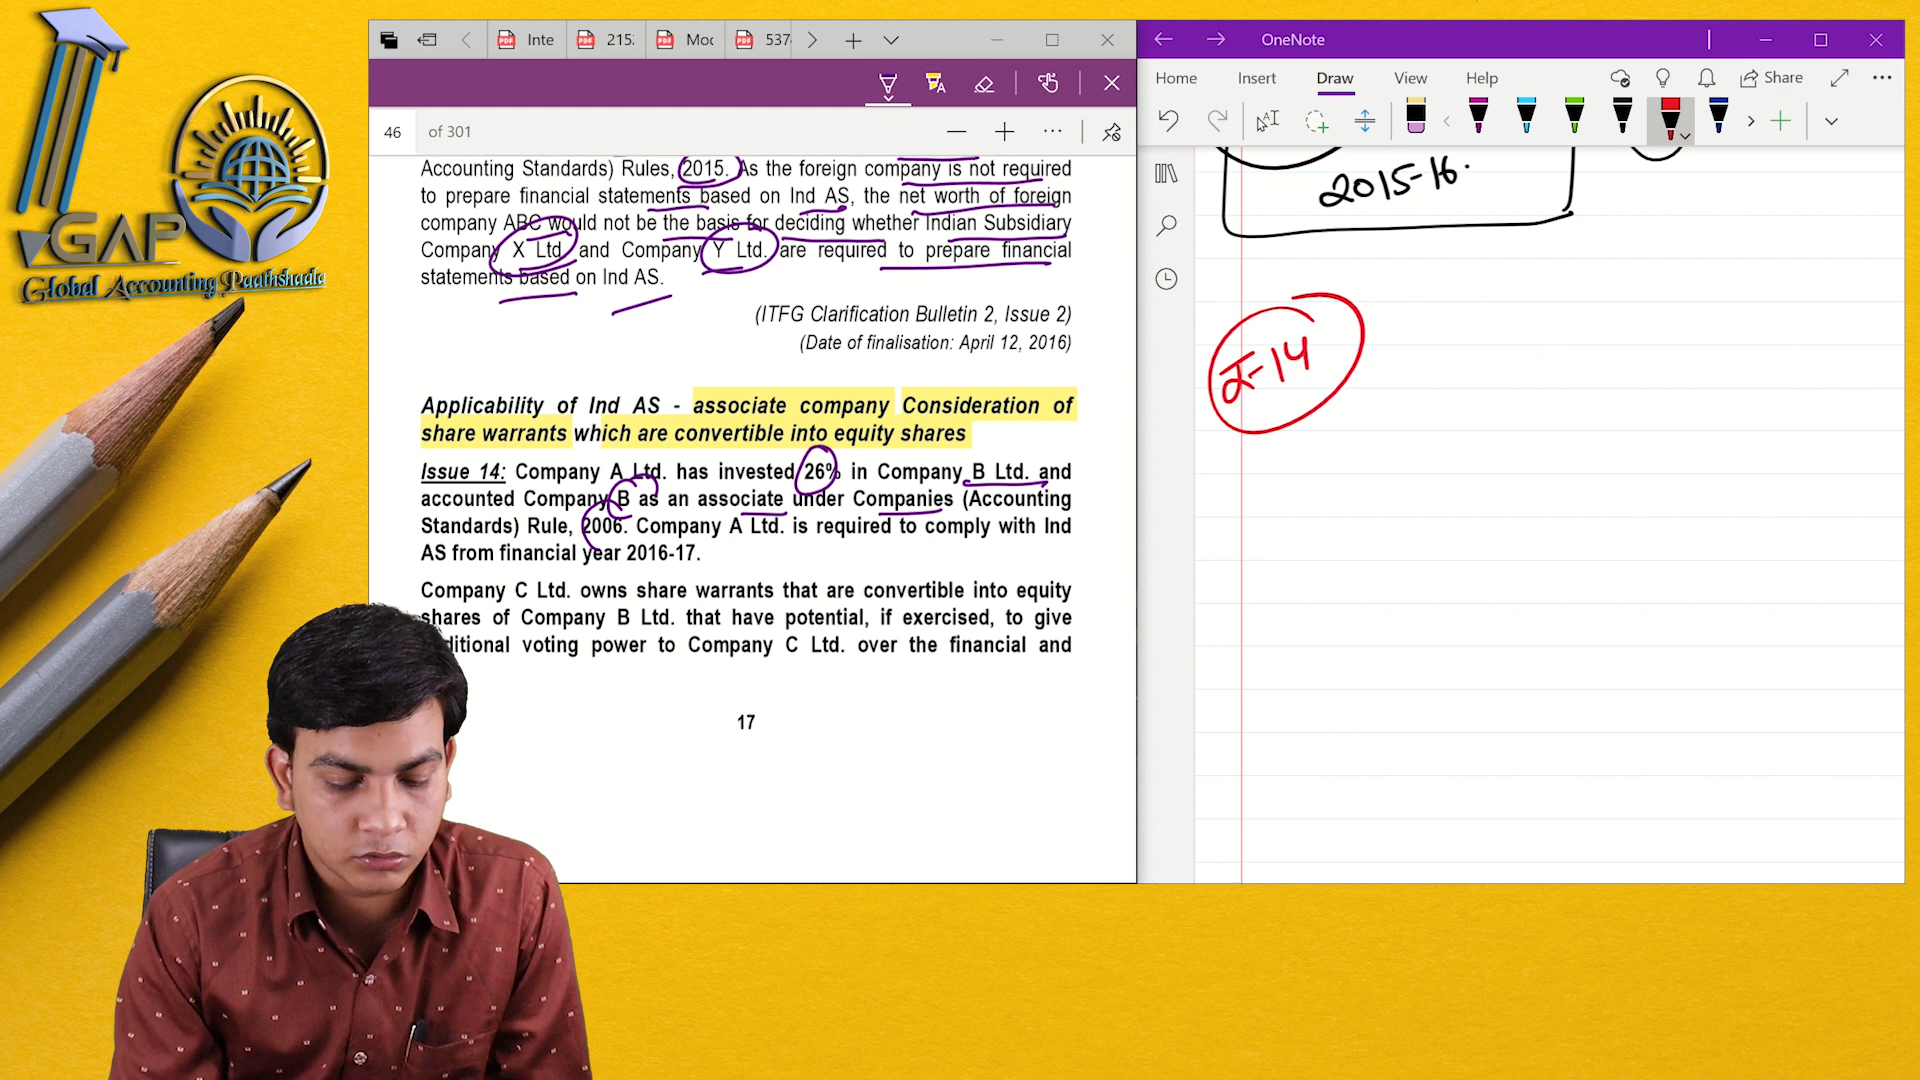 GAP
Global Accounting Paathshaala
Inte
215
Moc
537
46 of 301
Accounting Standards) Rules, 2015. As the foreign company is not required
to prepare financial statements based on Ind AS, the net worth of foreign
company ABC would not be the basis for deciding whether Indian Subsidiary
Company X Ltd. and Company Y Ltd. are required to prepare financial
statements based on Ind AS.
(ITFG Clarification Bulletin 2, Issue 2)
(Date of finalisation: April 12, 2016)
Applicability of Ind AS - associate company Consideration of
share warrants which are convertible into equity shares
Issue 14: Company A Ltd. has invested 26% in Company B Ltd. and
accounted Company B as an associate under Companies (Accounting
Standards) Rule, 2006. Company A Ltd. is required to comply with Ind
AS from financial year 2016-17.
Company C Ltd. owns share warrants that are convertible into equity
shares of Company B Ltd. that have potential, if exercised, to give
ditional voting power to Company C Ltd. over the financial and
17
OneNote
Home Insert Draw View Help Share
2015-16.
I-14